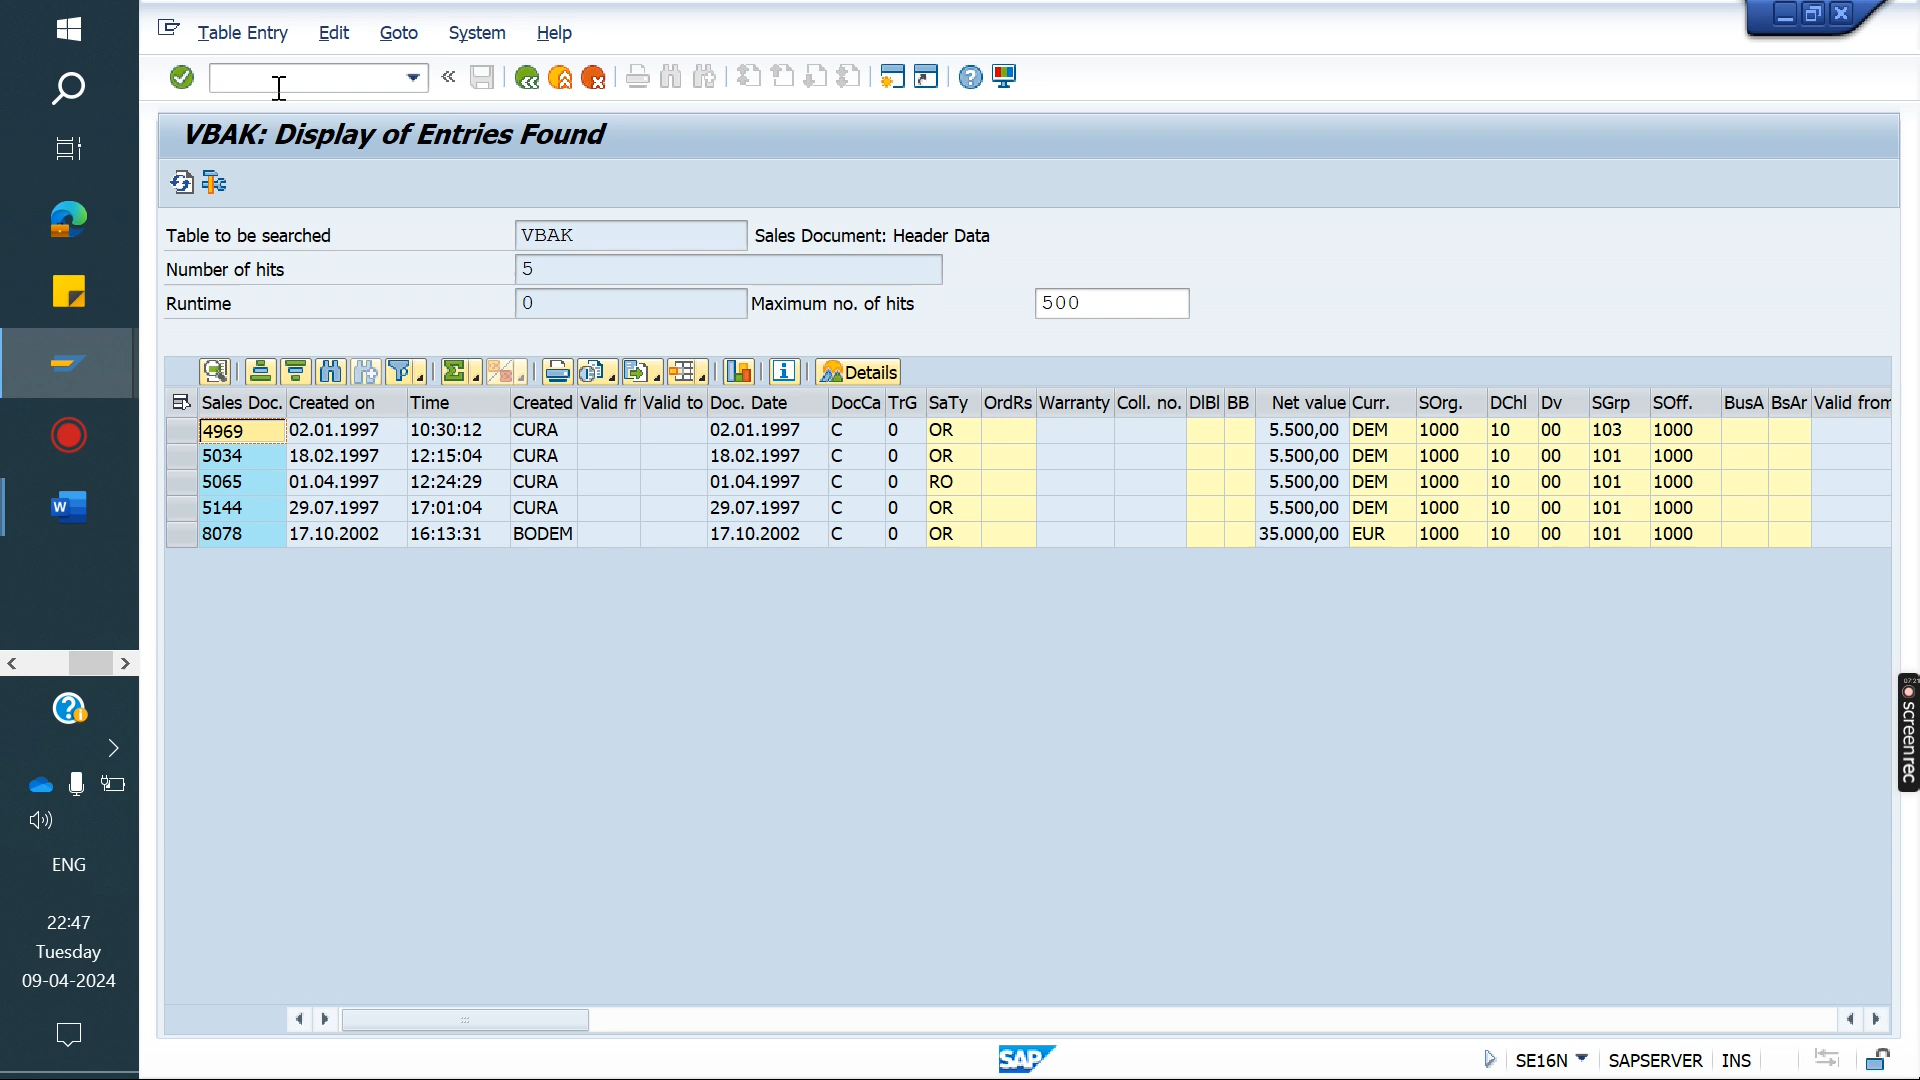 Table Entry Edit Goto System Help
VBAK: Display of Entries Found
Table to be searched VBAK Sales Document: Header Data
Number of hits 5
Runtime 0 Maximum no. of hits 500
Details
Sales Doc. Created on Time Created Valid fr Valid to Doc. Date DocCa TrG SaTy OrdRs Warranty Coll. no. DlBl BB Net value Curr. SOrg. DChl Dv SGrp SOff. BusA BsAr Valid from
4969 02.01.1997 10:30:12 CURA 02.01.1997 C 0 OR 5.500,00 DEM 1000 10 00 103 1000
5034 18.02.1997 12:15:04 CURA 18.02.1997 C 0 OR 5.500,00 DEM 1000 10 00 101 1000
5065 01.04.1997 12:24:29 CURA 01.04.1997 C 0 RO 5.500,00 DEM 1000 10 00 101 1000
5144 29.07.1997 17:01:04 CURA 29.07.1997 C 0 OR 5.500,00 DEM 1000 10 00 101 1000
8078 17.10.2002 16:13:31 BODEM 17.10.2002 C 0 OR 35.000,00 EUR 1000 10 00 101 1000
07:21
screenrec
W
ENG
22:47
Tuesday
09-04-2024
SAP
SE16N SAPSERVER INS